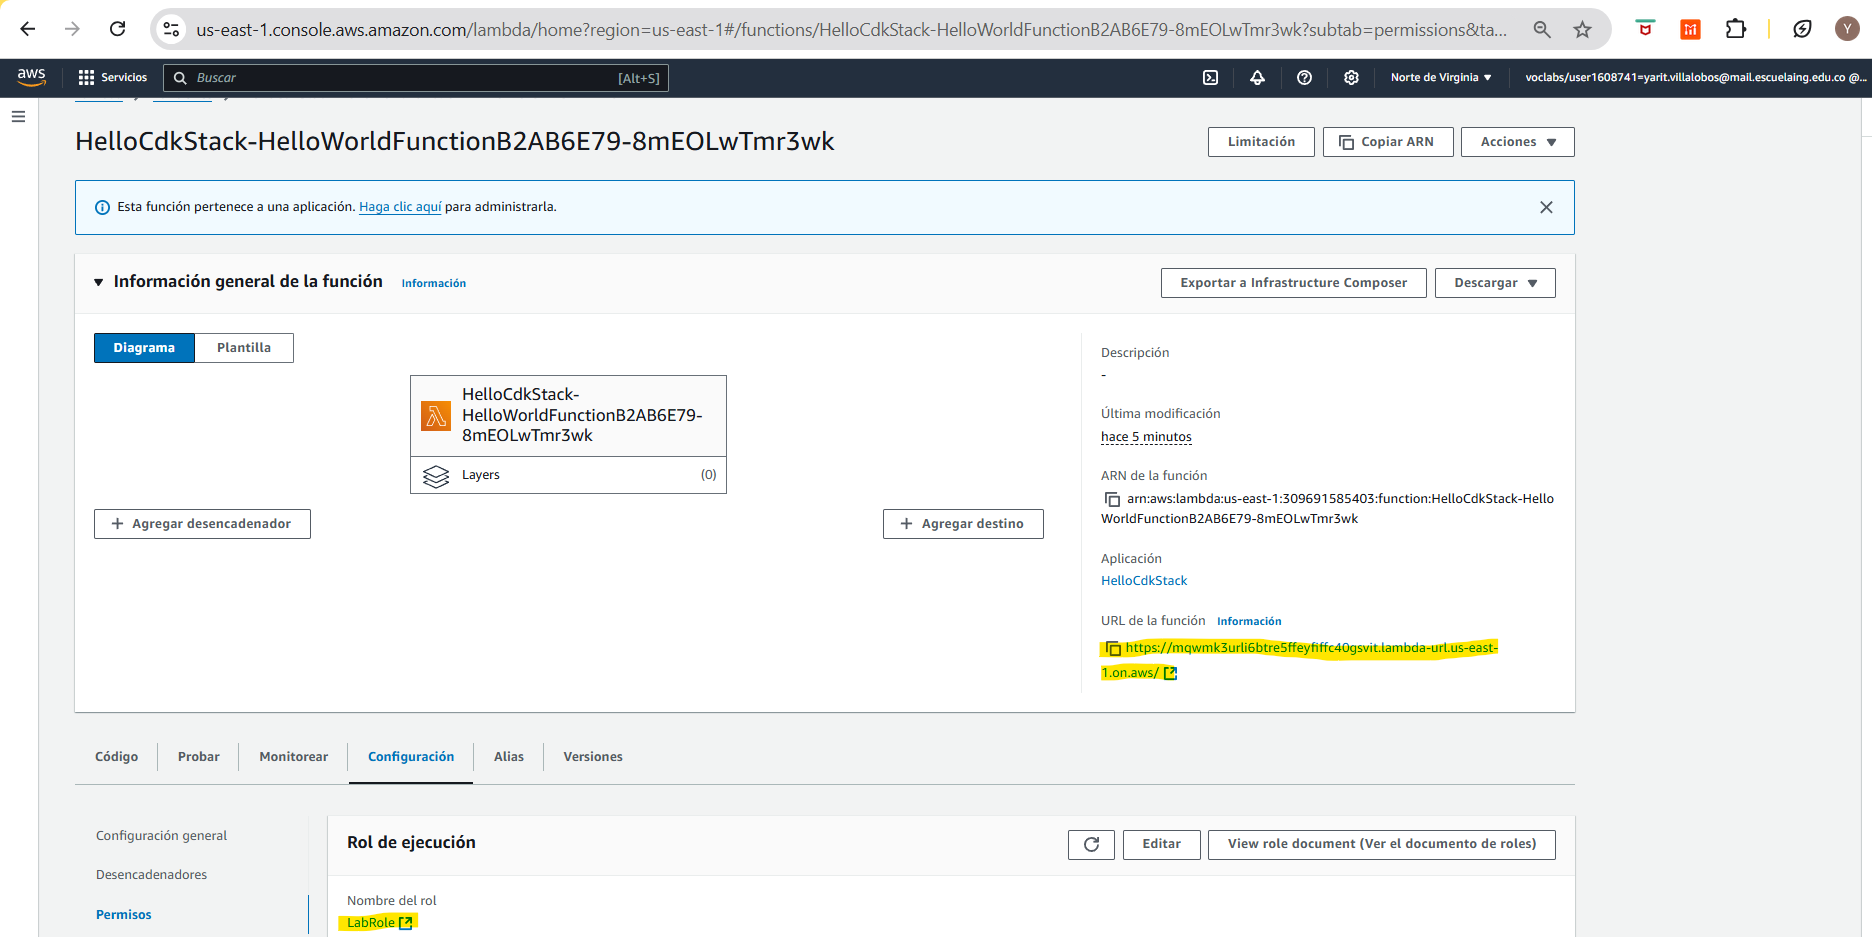 us-east-1.console.aws.amazon.com/lambda/home?region=us-east-1#/functions/HelloCdkStack-HelloWorldFunctionB2AB6E79-8mEOLwTmr3wk?subtab=permissions&ta...
Y
aws
Servicios
Buscar
[Alt+S]
Norte de Virginia
voclabs/user1608741=yarit.villalobos@mail.escuelaing.edu.co @...
HelloCdkStack-HelloWorldFunctionB2AB6E79-8mEOLwTmr3wk
Limitación
Copiar ARN
Acciones
Esta función pertenece a una aplicación. Haga clic aquí para administrarla.
Información general de la función
Información
Exportar a Infrastructure Composer
Descargar
Diagrama
Plantilla
HelloCdkStack-
HelloWorldFunctionB2AB6E79-
8mEOLwTmr3wk
Layers
(0)
Agregar desencadenador
Agregar destino
Descripción
-
Última modificación
hace 5 minutos
ARN de la función
arn:aws:lambda:us-east-1:309691585403:function:HelloCdkStack-Hello
WorldFunctionB2AB6E79-8mEOLwTmr3wk
Aplicación
HelloCdkStack
URL de la función
Información
https://mqwmk3urli6btre5ffeyfiffc40gsvit.lambda-url.us-east-
1.on.aws/
Código
Probar
Monitorear
Configuración
Alias
Versiones
Configuración general
Desencadenadores
Permisos
Rol de ejecución
Editar
View role document (Ver el documento de roles)
Nombre del rol
LabRole